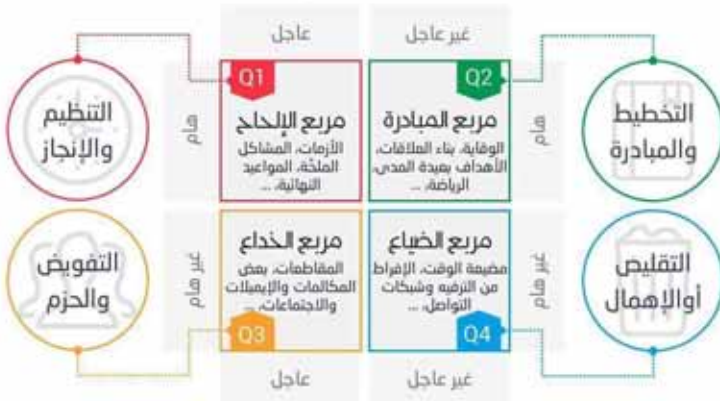 غير عاجل
عاجل
Q2
Q1
التخطيط
والمبادرة
هام
مربع المبادرة
الوقاية، بناء العلاقات،
الأهداف بعيدة المدى،
الرياضة، ...
مربع الإلحاح
الأزمات، المشاكل
الملحّة، المواعيد
النهائية، ...
هام
التنظيم
والإنجاز
التقليص
أوالإهمال
غير هام
مربع الضياع
مضيعة الوقت، الإفراط
من الترفيه وشبكات
التواصل، ...
مربع الخداع
المقاطعات، بعض
المكالمات والإيميلات
والاجتماعات، ...
غير هام
التفويض
والحزم
Q4
Q3
غير عاجل
عاجل